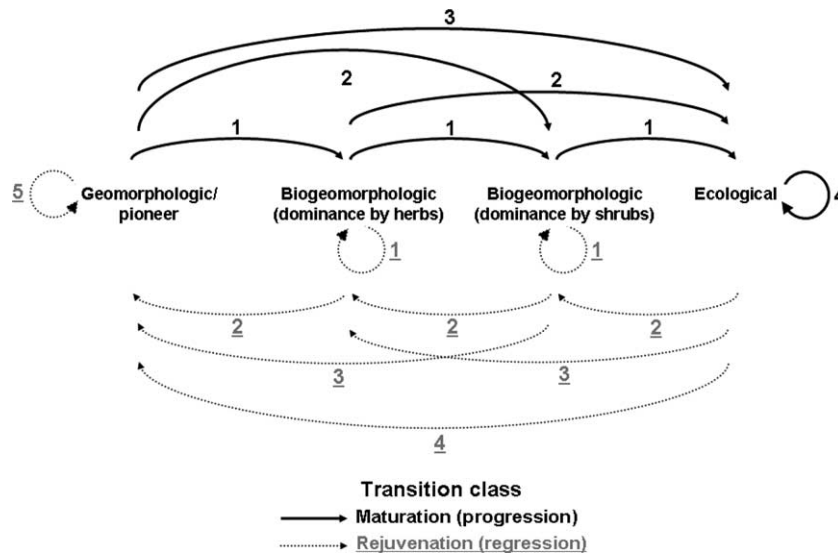 3
2
2
1
1
1
5
Geomorphologic/
pioneer
Biogeomorphologic
(dominance by herbs)
Biogeomorphologic
(dominance by shrubs)
Ecological
4
1
1
2
2
2
3
3
4
Transition class
Maturation (progression)
Rejuvenation (regression)